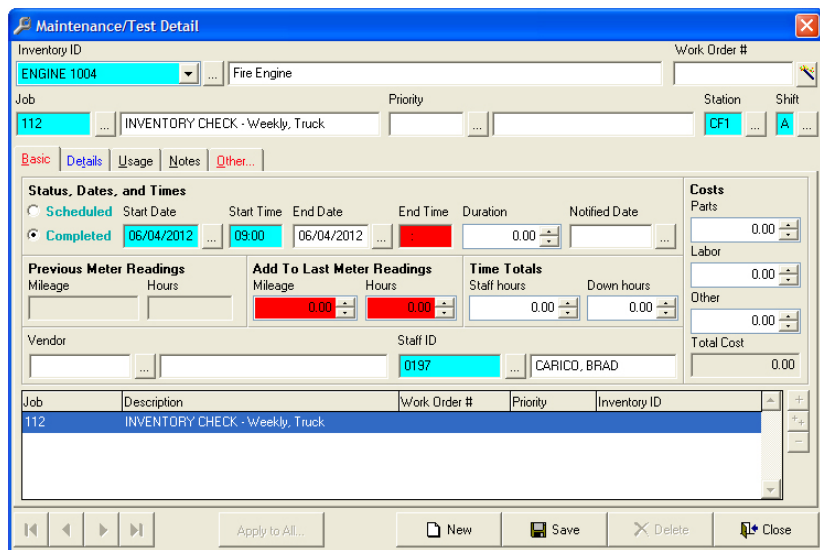 Maintenance/Test Detail
Inventory ID Work Order #
ENGINE 1004 ... Fire Engine
Job Priority Station Shift
112 ... INVENTORY CHECK - Weekly, Truck ... CF1 ... A ...
Basic Details Usage Notes Other...
Status, Dates, and Times Costs
Scheduled Start Date Start Time End Date End Time Duration Notified Date Parts
Completed 06/04/2012 ... 09:00 06/04/2012 ... : 0.00 ... 0.00
Labor
Previous Meter Readings Add To Last Meter Readings Time Totals
Mileage Hours Mileage Hours Staff hours Down hours 0.00
Other
0.00 0.00 0.00 0.00 0.00
Vendor Staff ID Total Cost
... 0197 ... CARICO, BRAD 0.00
Job Description Work Order # Priority Inventory ID
112 INVENTORY CHECK - Weekly, Truck
Apply to All... New Save Delete Close